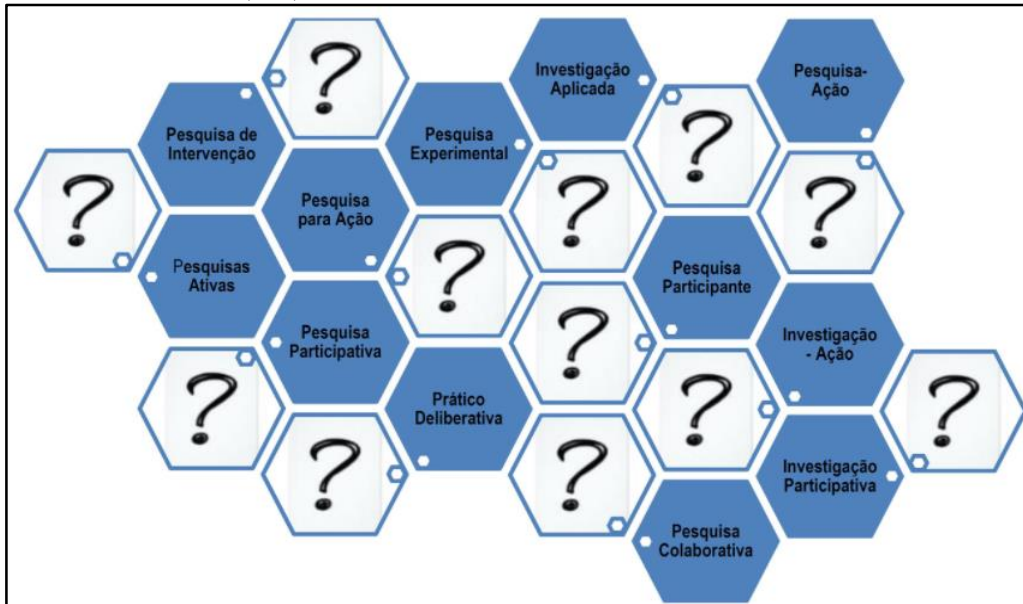 Investigação
Aplicada
Pesquisa-
Ação
Pesquisa de
Intervenção
Pesquisa
Experimental
?
?
Pesquisa
para Ação
?
?
?
Pesquisas
Ativas
?
Pesquisa
Participante
Pesquisa
Participativa
?
Investigação
- Ação
?
Prático
Deliberativa
?
?
?
?
Investigação
Participativa
Pesquisa
Colaborativa